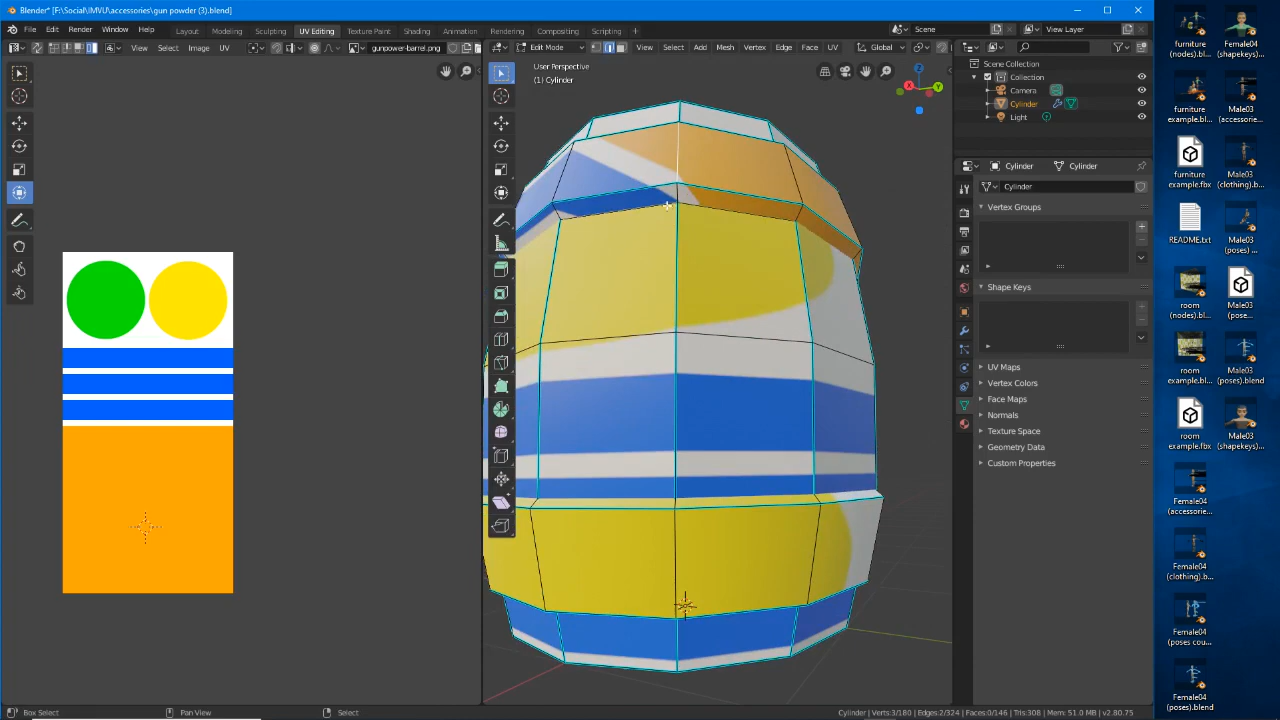 Blender* [F:\Social\IMVU\accessories\gun powder (3).blend]
File Edit Render Window Help Layout Modeling Sculpting UV Editing Texture Paint Shading Animation Rendering Compositing Scripting + Scene View Layer
View Select Image UV gunpower-barrel.png Edit Mode View Select Add Mesh Vertex Edge Face UV Global
User Perspective
(1) Cylinder
Scene Collection
Collection
Camera
Cylinder
Light
Cylinder Cylinder
Cylinder
Vertex Groups
Shape Keys
UV Maps
Vertex Colors
Face Maps
Normals
Texture Space
Geometry Data
Custom Properties
Box Select Pan View Select Cylinder | Verts:3/180 | Edges:2/324 | Faces:0/146 | Tris:308 | Mem: 51.0 MB | v2.80.75
furniture
(nodes).bl...
Female04
(shapekeys)...
furniture
example.bl...
Male03
(accessorie...
furniture
example.fbx
Male03
(clothing).b...
README.txt
Male03
(poses) ...
room
(nodes).bl...
Male03
(pose...
room
example.bl...
Male03
(poses).blend
room
example.fbx
Male03
(shapekeys)...
Female04
(accessorie...
Female04
(clothing).b...
Female04
(poses cou...
Female04
(poses).blend